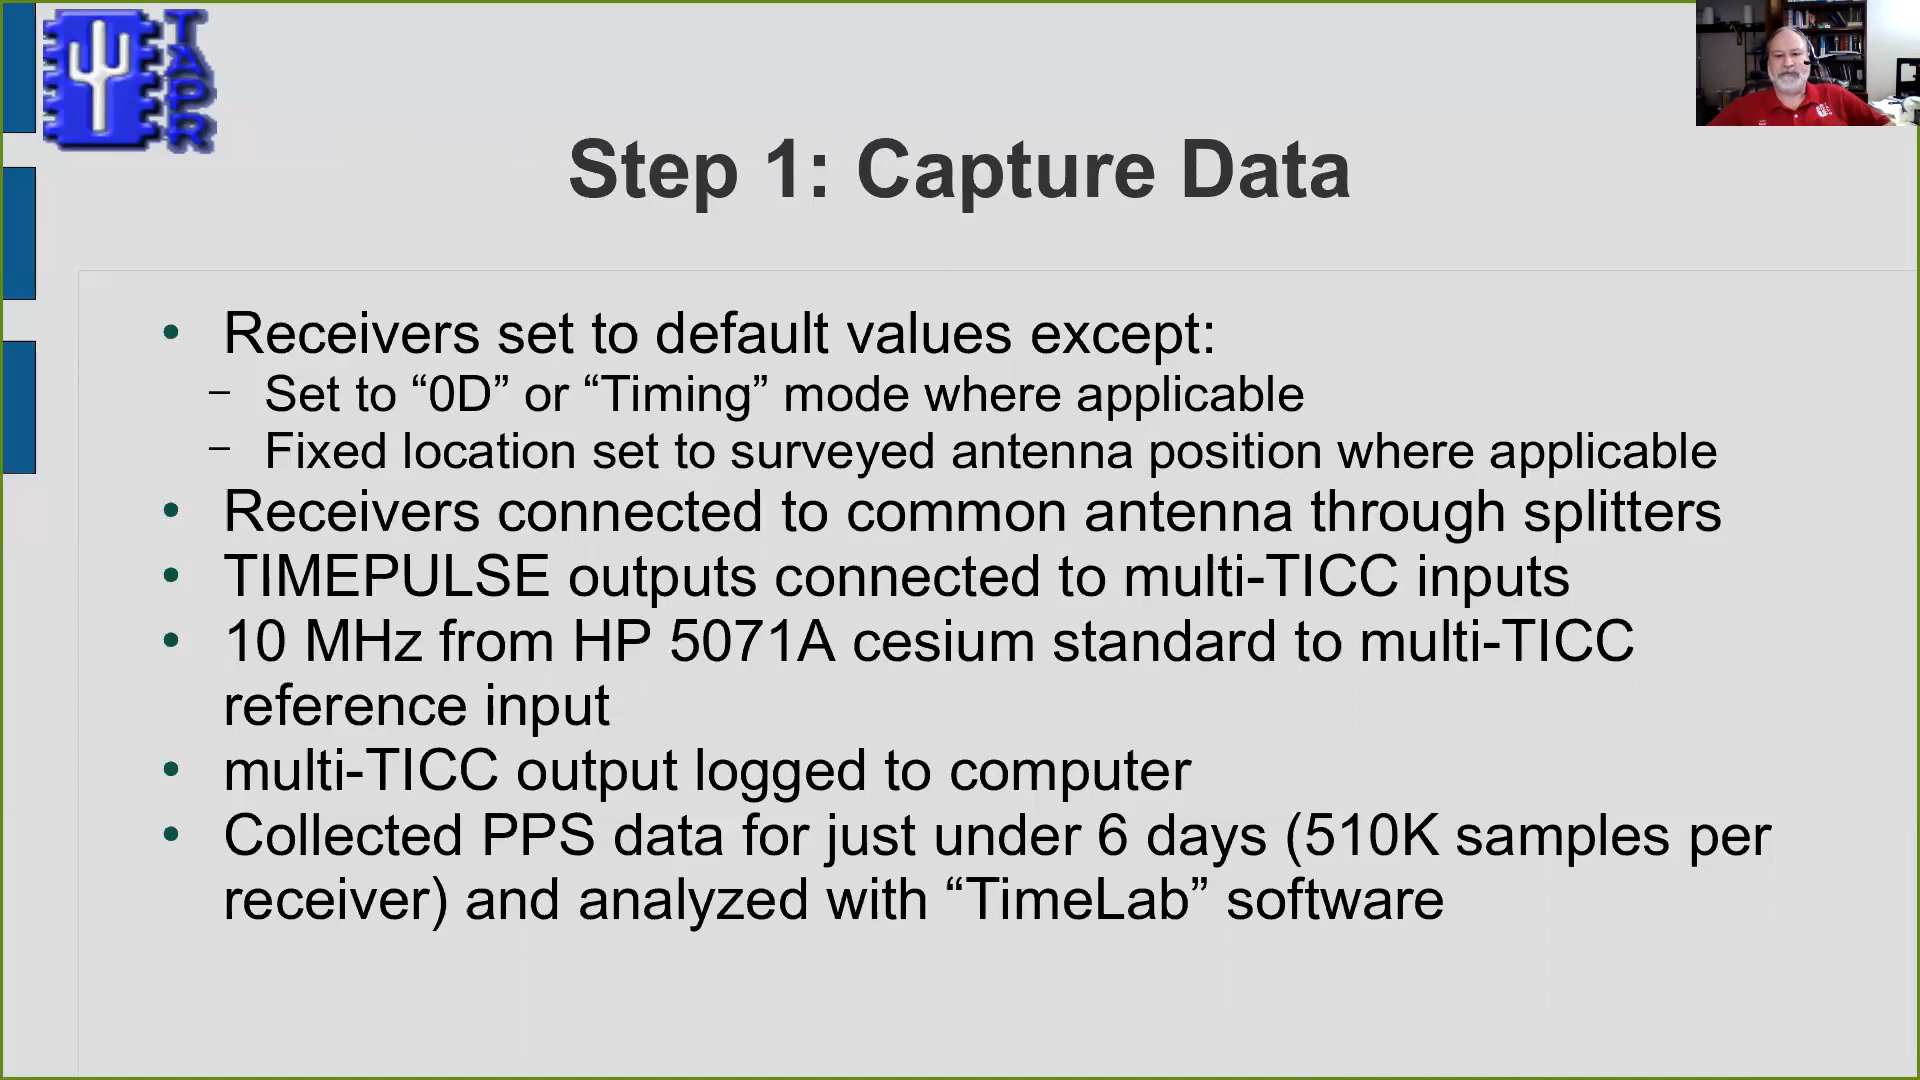 TAPR
Step 1: Capture Data
• Receivers set to default values except:
– Set to “0D” or “Timing” mode where applicable
– Fixed location set to surveyed antenna position where applicable
• Receivers connected to common antenna through splitters
• TIMEPULSE outputs connected to multi-TICC inputs
• 10 MHz from HP 5071A cesium standard to multi-TICC
reference input
• multi-TICC output logged to computer
• Collected PPS data for just under 6 days (510K samples per
receiver) and analyzed with “TimeLab” software